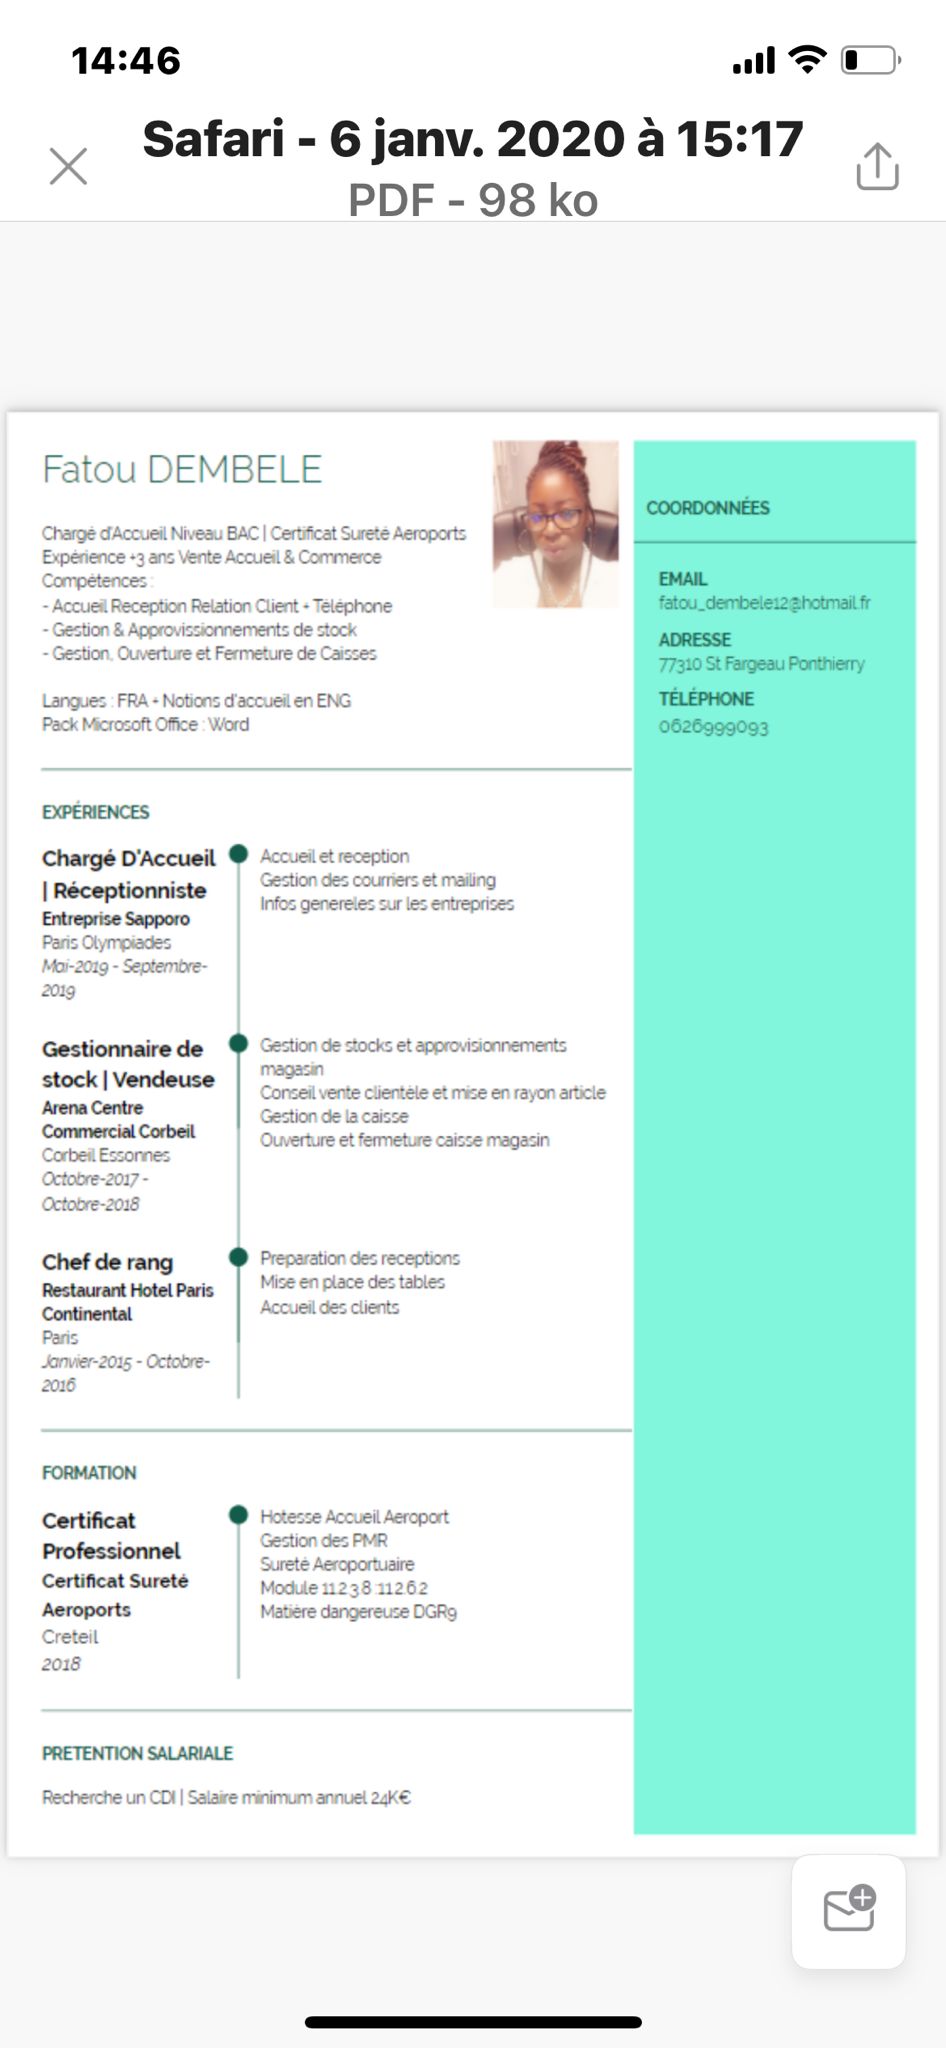 14:46
Safari - 6 janv. 2020 à 15:17
PDF - 98 ko
Fatou DEMBELE
Chargé d'Accueil Niveau BAC | Certificat Sureté Aeroports
Expérience +3 ans Vente Accueil & Commerce
Compétences :
- Accueil Reception Relation Client + Téléphone
- Gestion & Approvissionnements de stock
- Gestion, Ouverture et Fermeture de Caisses
Langues : FRA + Notions d'accueil en ENG
Pack Microsoft Office : Word
COORDONNÉES
EMAIL
fatou_dembele12@hotmail.fr
ADRESSE
77310 St Fargeau Ponthierry
TÉLÉPHONE
0626999093
EXPÉRIENCES
Chargé D'Accueil
| Réceptionniste
Entreprise Sapporo
Paris Olympiades
Mai-2019 - Septembre-
2019
Accueil et reception
Gestion des courriers et mailing
Infos genereles sur les entreprises
Gestionnaire de
stock | Vendeuse
Arena Centre
Commercial Corbeil
Corbeil Essonnes
Octobre-2017 -
Octobre-2018
Gestion de stocks et approvisionnements
magasin
Conseil vente clientèle et mise en rayon article
Gestion de la caisse
Ouverture et fermeture caisse magasin
Chef de rang
Restaurant Hotel Paris
Continental
Paris
Janvier-2015 - Octobre-
2016
Preparation des receptions
Mise en place des tables
Accueil des clients
FORMATION
Certificat
Professionnel
Certificat Sureté
Aeroports
Creteil
2018
Hotesse Accueil Aeroport
Gestion des PMR
Sureté Aeroportuaire
Module 11.2.3.8 :11.2.6.2
Matière dangereuse DGR9
PRETENTION SALARIALE
Recherche un CDI | Salaire minimum annuel 24K€